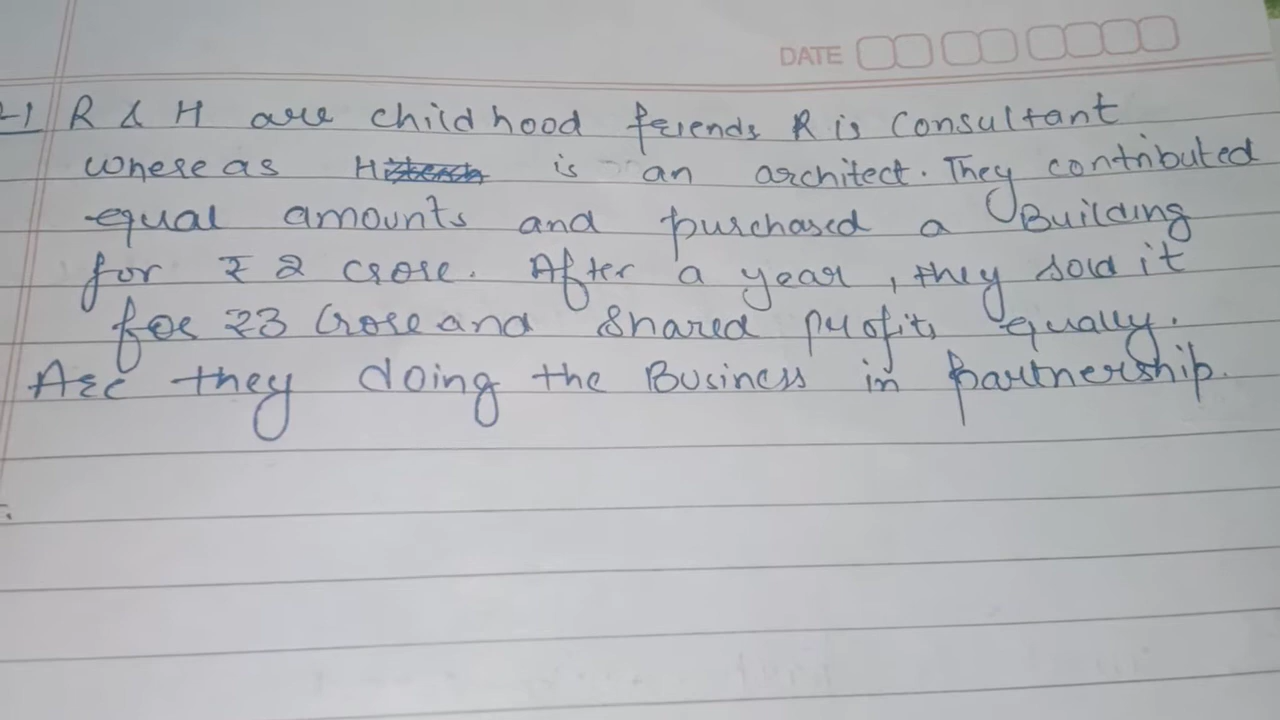 DATE
-1 R & H are childhood friends R is Consultant
whereas H is an architect. They contributed
equal amounts and purchased a Building
for ₹ 2 crore. After a year, they sold it
for ₹3 Crore and shared profits equally.
Are they doing the Business in partnership.